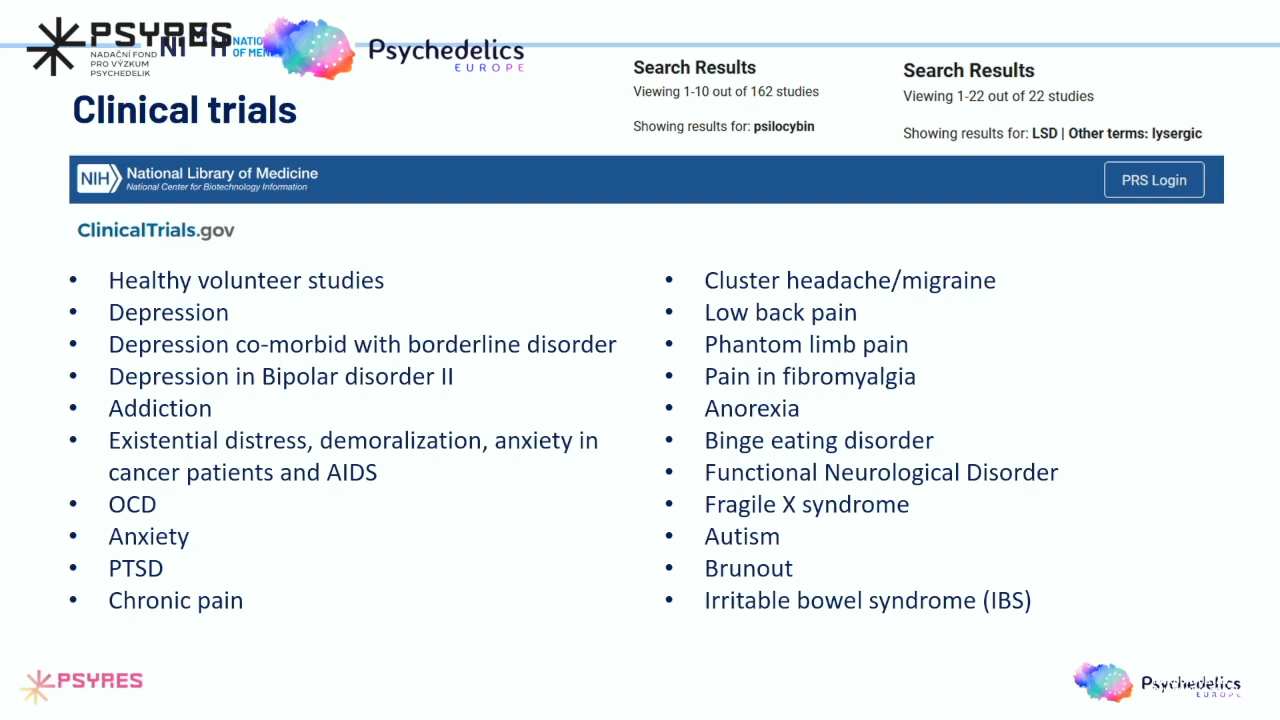 PSYRES
NADAČNÍ FOND
PRO VÝZKUM
PSYCHEDELIK
Psychedelics
EUROPE
Clinical trials
Search Results
Viewing 1-10 out of 162 studies
Showing results for: psilocybin
Search Results
Viewing 1-22 out of 22 studies
Showing results for: LSD | Other terms: lysergic
NIH National Library of Medicine
National Center for Biotechnology Information
PRS Login
ClinicalTrials.gov
• Healthy volunteer studies
• Depression
• Depression co-morbid with borderline disorder
• Depression in Bipolar disorder II
• Addiction
• Existential distress, demoralization, anxiety in
cancer patients and AIDS
• OCD
• Anxiety
• PTSD
• Chronic pain
• Cluster headache/migraine
• Low back pain
• Phantom limb pain
• Pain in fibromyalgia
• Anorexia
• Binge eating disorder
• Functional Neurological Disorder
• Fragile X syndrome
• Autism
• Brunout
• Irritable bowel syndrome (IBS)
PSYRES
Psychedelics
EUROPE